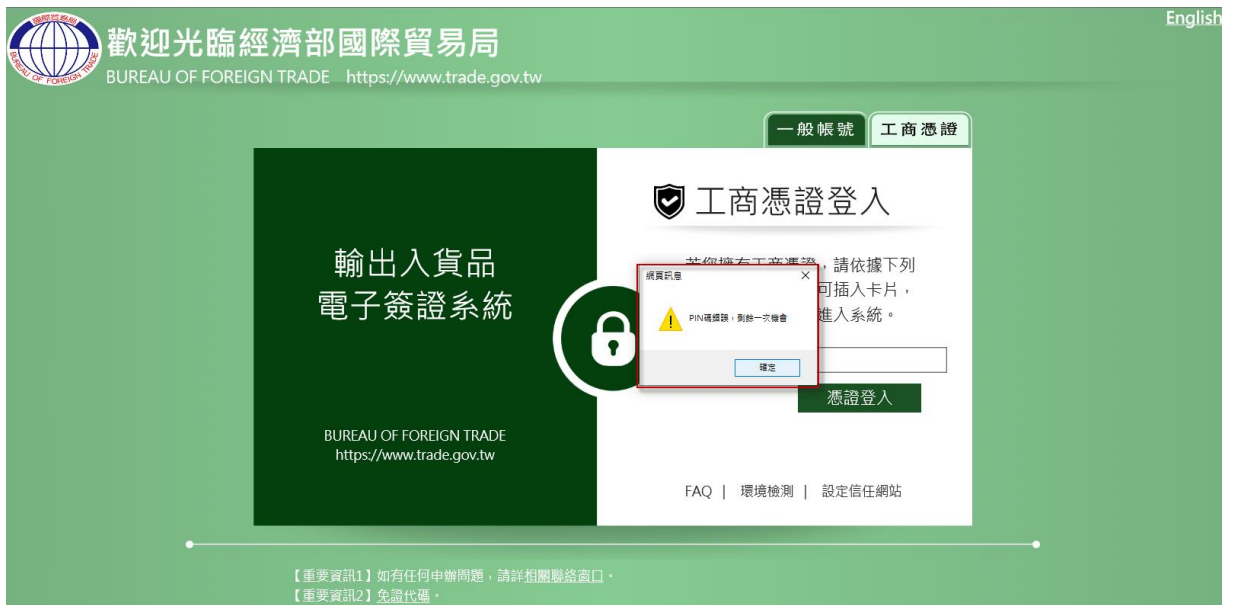 English
BUREAU OF FOREIGN TRADE
歡迎光臨經濟部國際貿易局
BUREAU OF FOREIGN TRADE https://www.trade.gov.tw
一般帳號 工商憑證
工商憑證登入
輸出入貨品
電子簽證系統
，請依據下列
可插入卡片，
進入系統。
網頁訊息 X
PIN碼錯誤，剩餘一次機會
確定
憑證登入
BUREAU OF FOREIGN TRADE
https://www.trade.gov.tw
FAQ | 環境檢測 | 設定信任網站
【重要資訊1】如有任何申辦問題，請詳相關聯絡窗口。
【重要資訊2】免證代碼。